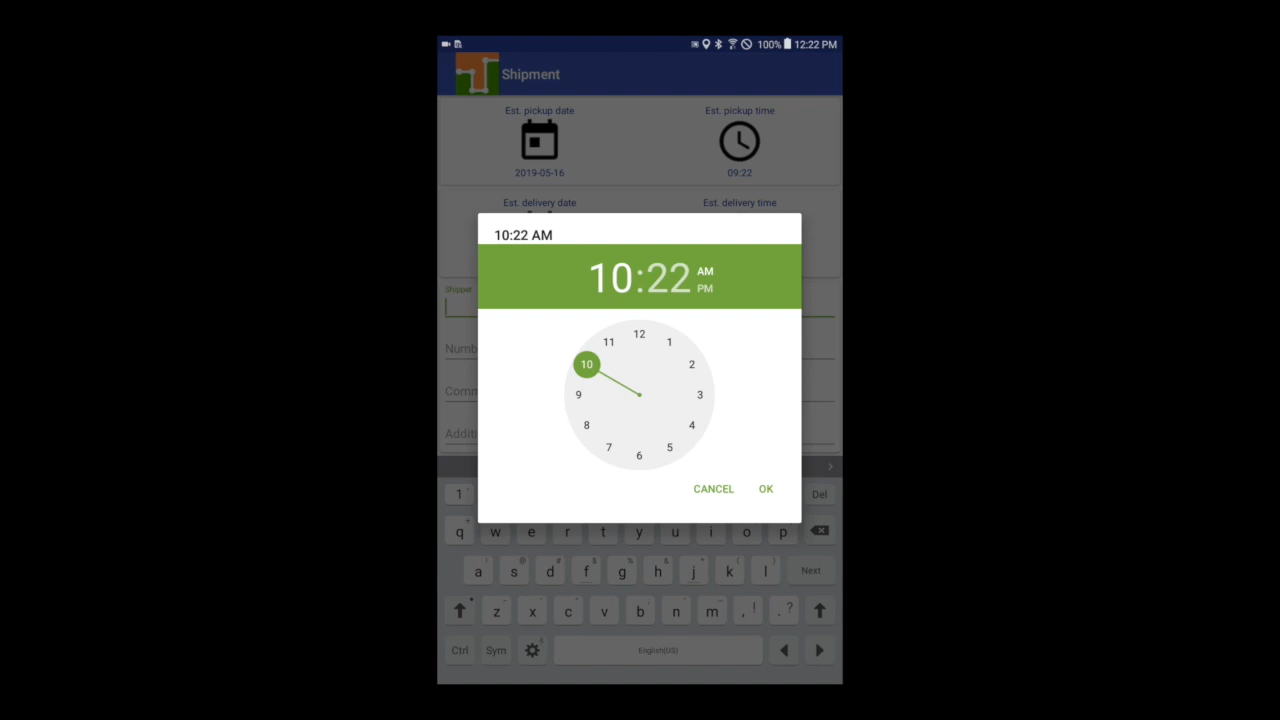 100% 12:22 PM
Shipment
Est. pickup date Est. pickup time
2019-05-16 09:22
Est. delivery date Est. delivery time
10:22 AM
10:22 AM
PM
Shipper
12
11 1
10 2
9 3
8 4
7 5
6
Numb
Comm
Additi
CANCEL OK
1 Del
q w e r t y u i o p
a s d f g h j k l Next
z x c v b n m , ! . ?
Ctrl Sym English(US)